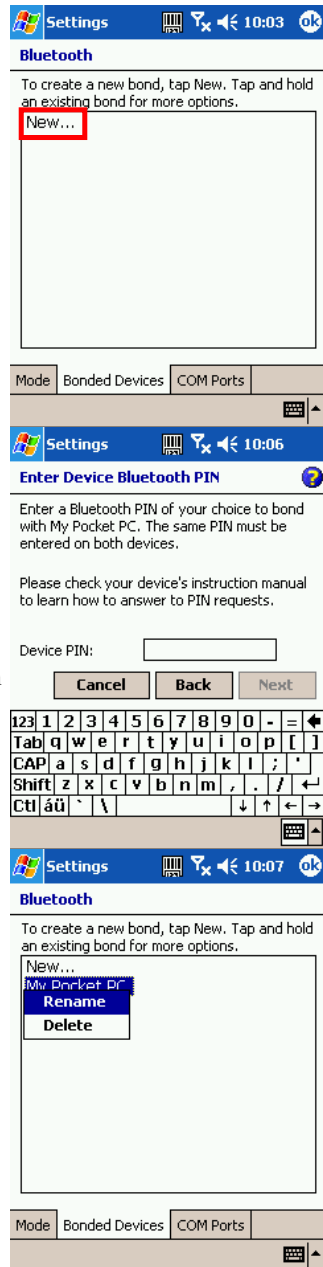 Settings 10:03 ok
Bluetooth
To create a new bond, tap New. Tap and hold
an existing bond for more options.
New...
Mode Bonded Devices COM Ports
Settings 10:06
Enter Device Bluetooth PIN ?
Enter a Bluetooth PIN of your choice to bond
with My Pocket PC. The same PIN must be
entered on both devices.
Please check your device's instruction manual
to learn how to answer to PIN requests.
Device PIN:
Cancel Back Next
123 1 2 3 4 5 6 7 8 9 0 - = ←
Tab q w e r t y u i o p [ ]
CAP a s d f g h j k l ; '
Shift z x c v b n m , . / ↵
Ctl áü ` \ ↓ ↑ ← →
Settings 10:07 ok
Bluetooth
To create a new bond, tap New. Tap and hold
an existing bond for more options.
New...
My Pocket PC
Rename
Delete
Mode Bonded Devices COM Ports